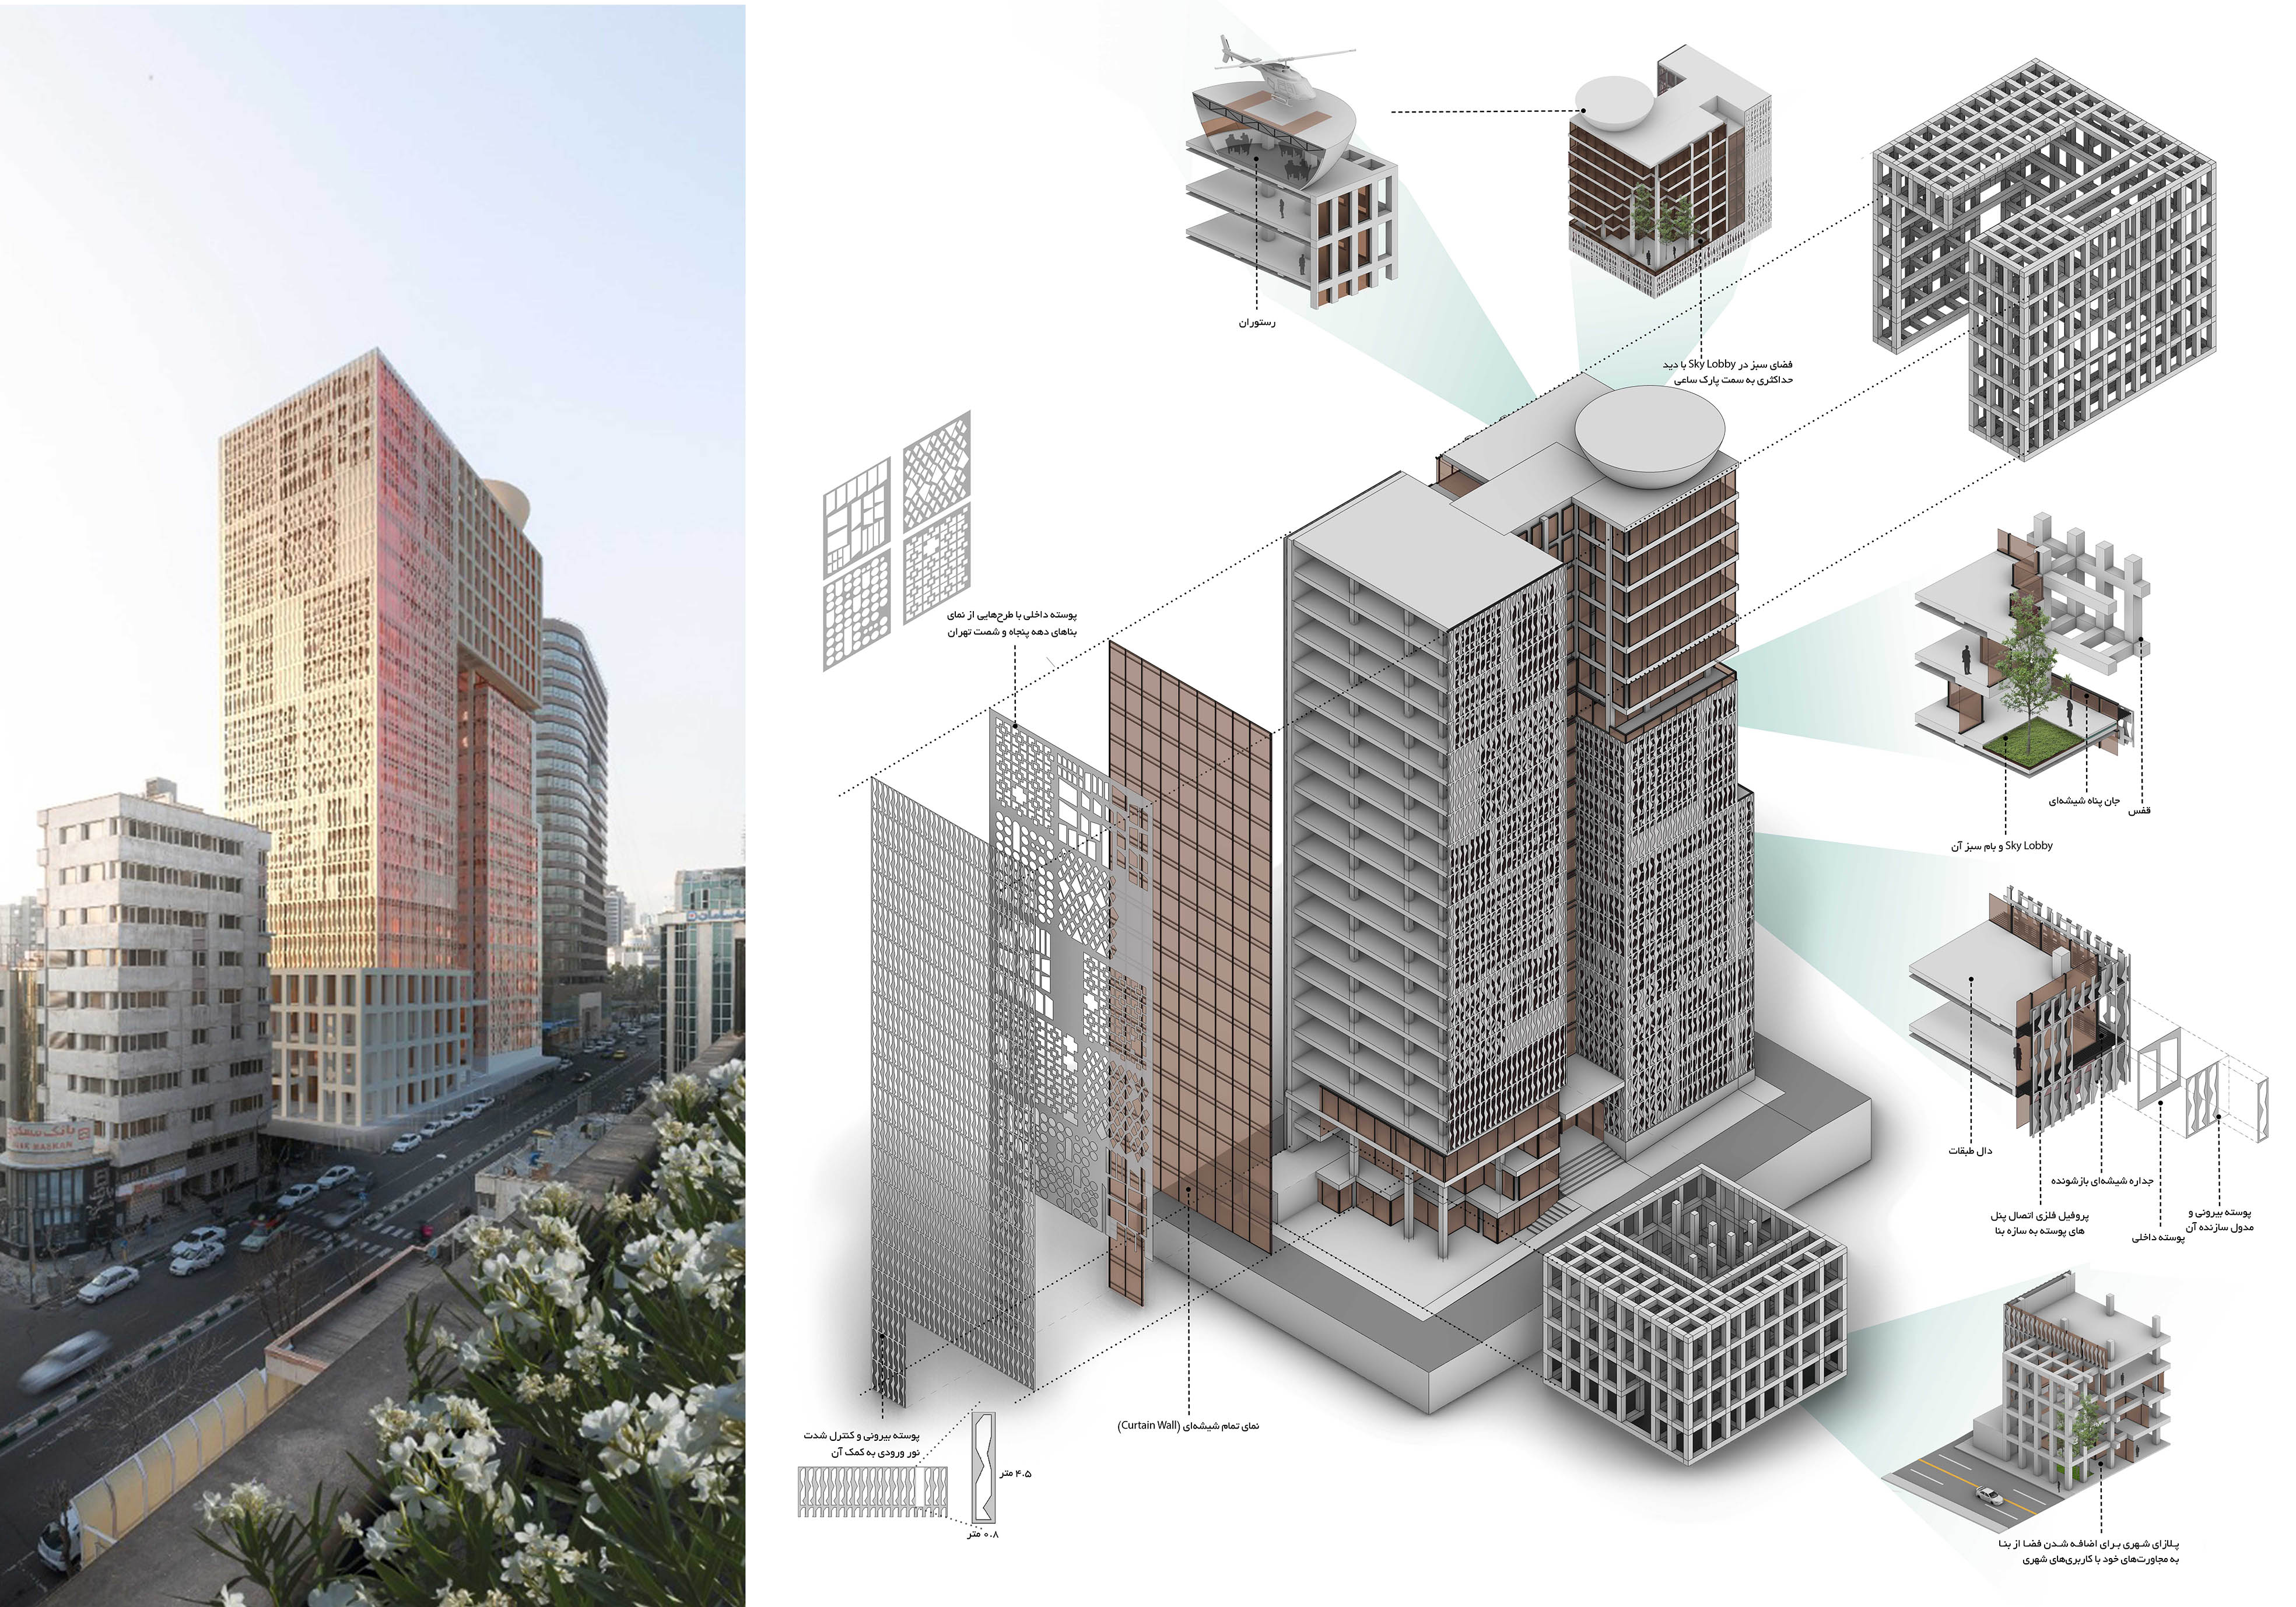 رستوران
فضای سبز در Sky Lobby با دید
حداکثری به سمت پارک ساعی
پوسته داخلی با طرح‌هایی از نمای
بناهای دهه پنجاه و شصت تهران
جان پناه شیشه‌ای
قفس
Sky Lobby و بام سبز آن
دال طبقات
جداره شیشه‌ای بازشونده
پروفیل فلزی اتصال پنل
های پوسته به سازه بنا
پوسته داخلی
پوسته بیرونی و
مدول سازنده آن
نمای تمام شیشه‌ای (Curtain Wall)
پوسته بیرونی و کنترل شدت
نور ورودی به کمک آن
۴.۵ متر
۰.۸ متر
پلازای شهری برای اضافه شدن فضا از بنا
به مجاورت‌های خود با کاربری‌های شهری
بانک مسکن
MASKAN
سامان